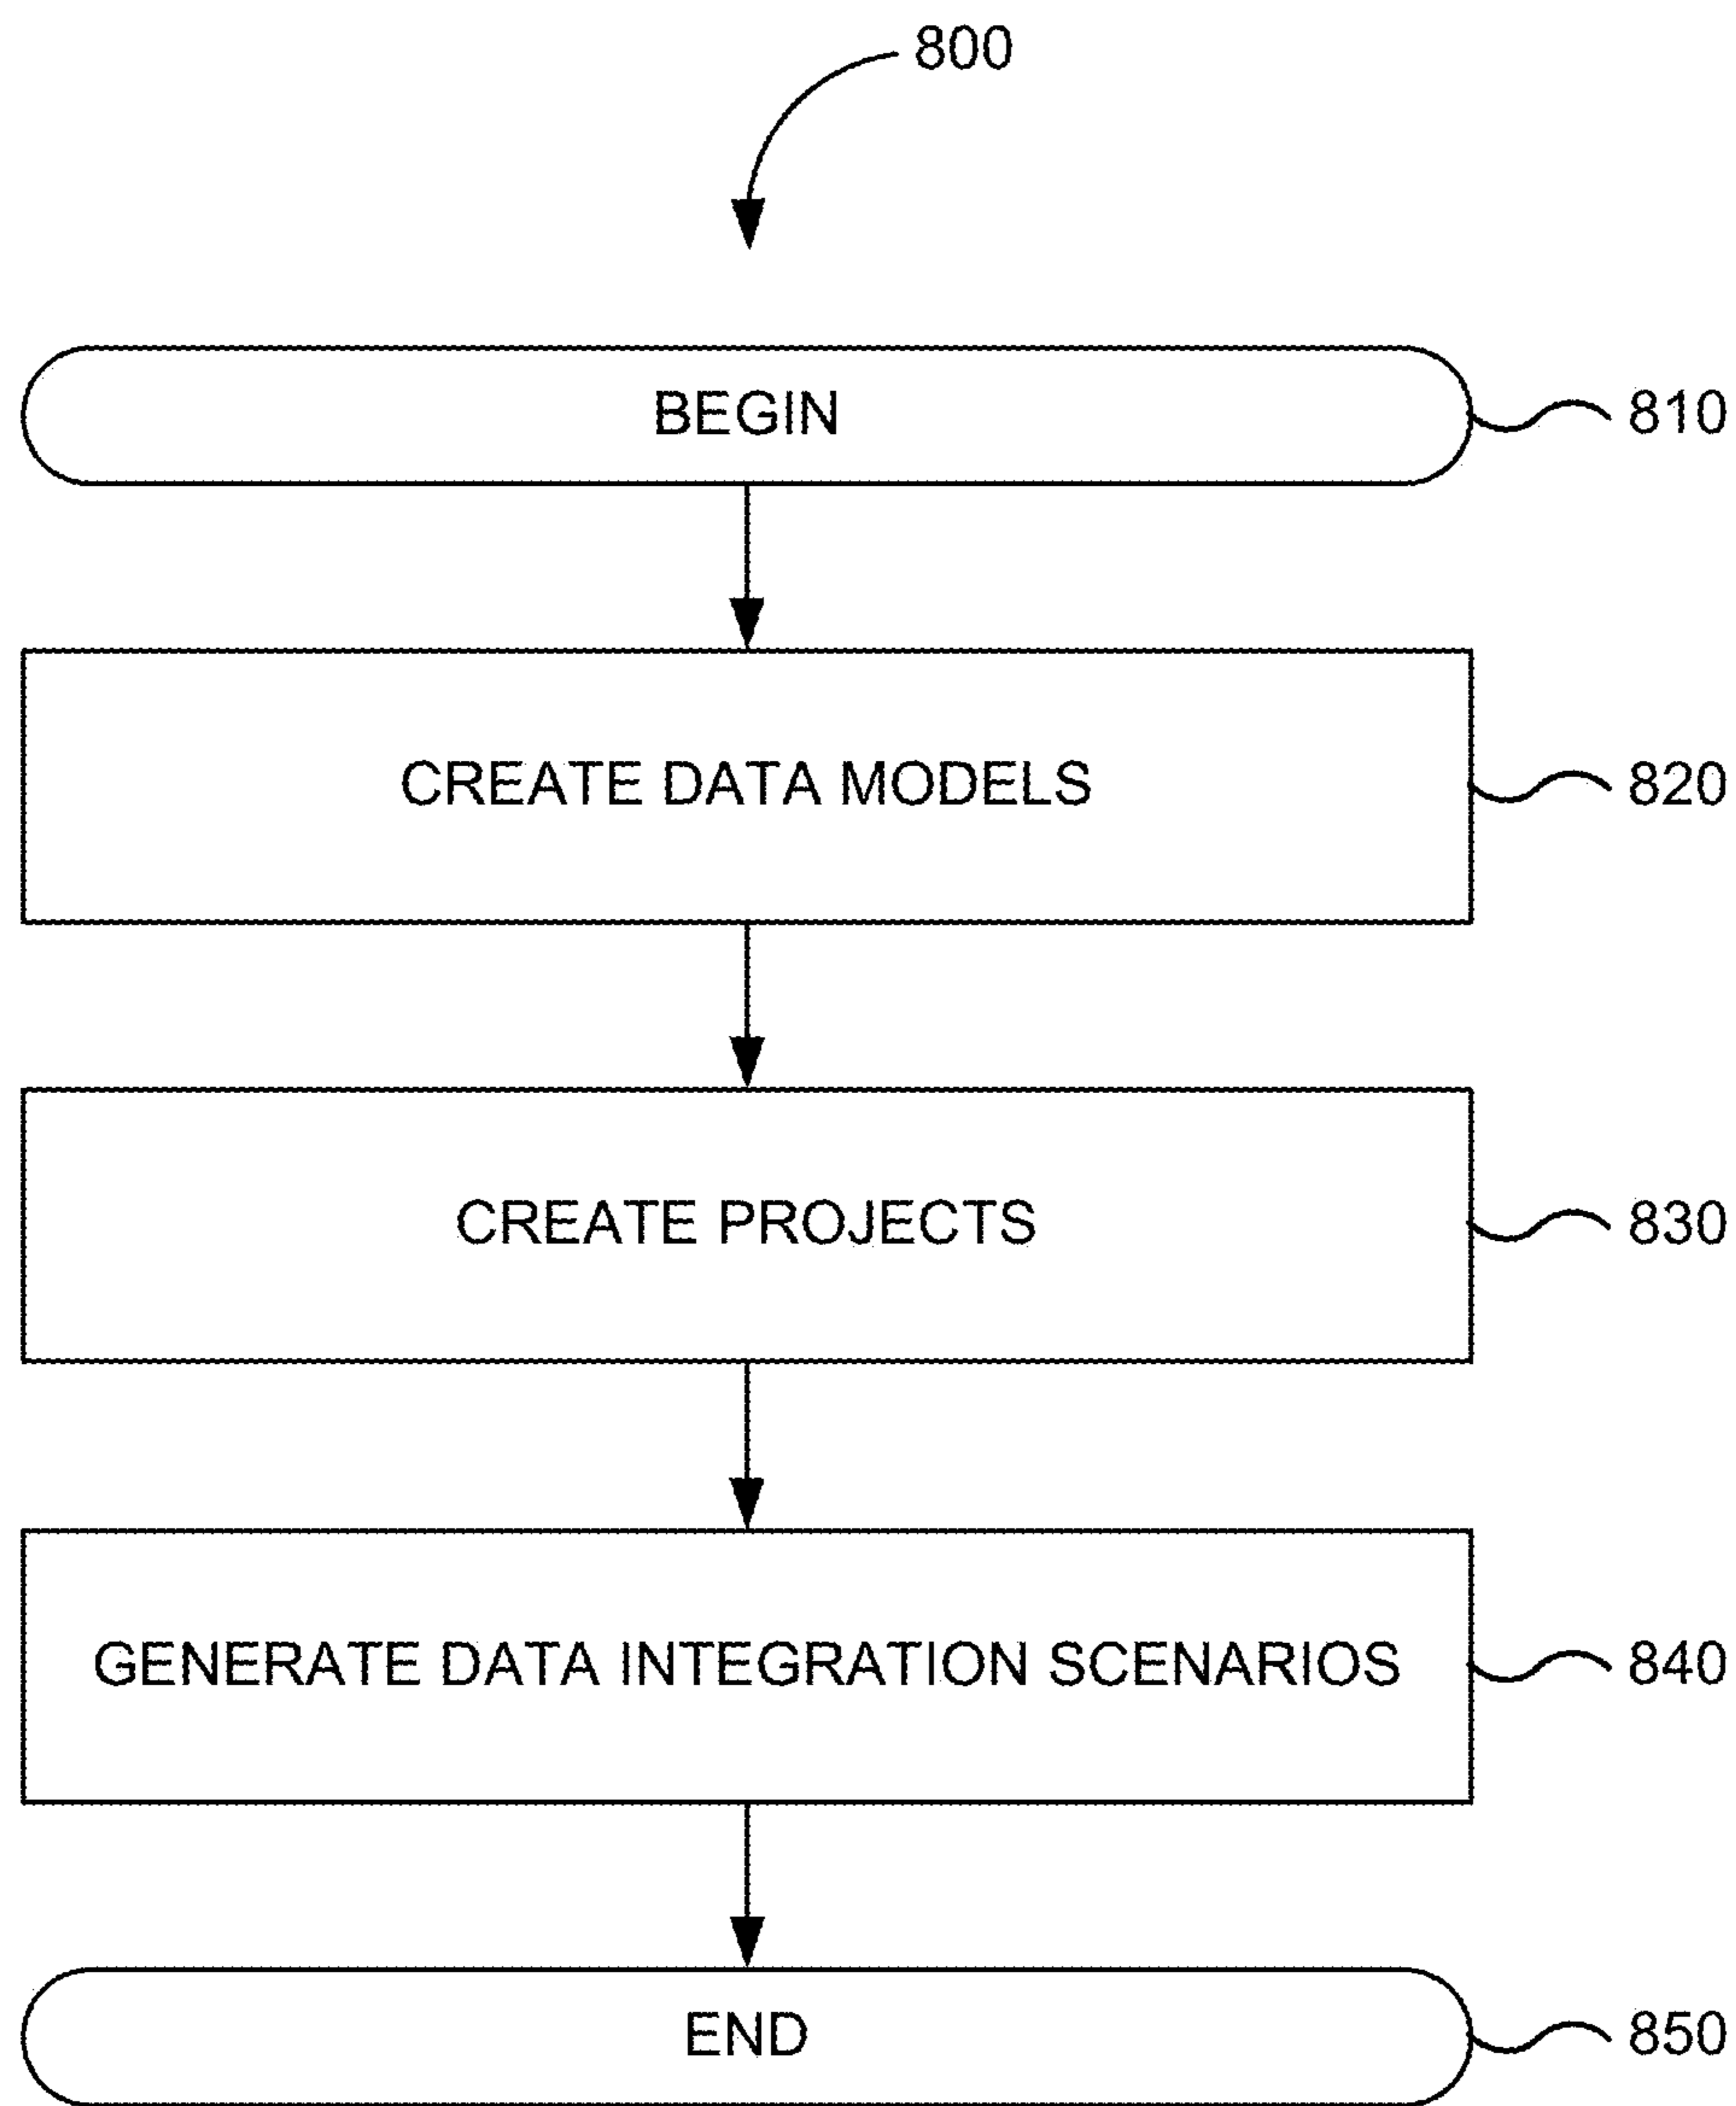 800
BEGIN
810
CREATE DATA MODELS
820
CREATE PROJECTS
830
GENERATE DATA INTEGRATION SCENARIOS
840
END
850